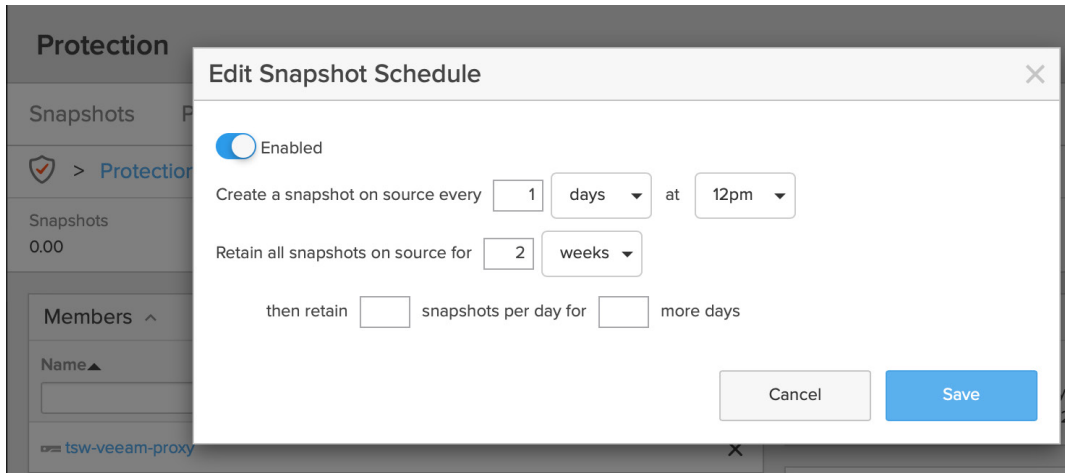 Protection
Edit Snapshot Schedule
Snapshots P
Enabled
> Protection
Create a snapshot on source every 1 days at 12pm
Snapshots
0.00
Retain all snapshots on source for 2 weeks
then retain snapshots per day for more days
Members
Name
Cancel Save
tsw-veeam-proxy